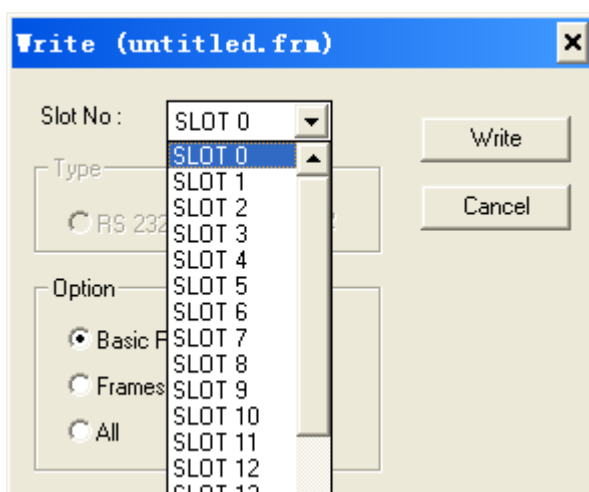 Write (untitled.frm)
Slot No :
SLOT 0
Write
Type
SLOT 0
SLOT 1
Cancel
RS 232
SLOT 2
SLOT 3
SLOT 4
Option
SLOT 5
SLOT 6
Basic F
SLOT 7
SLOT 8
Frames
SLOT 9
SLOT 10
All
SLOT 11
SLOT 12
SLOT 13